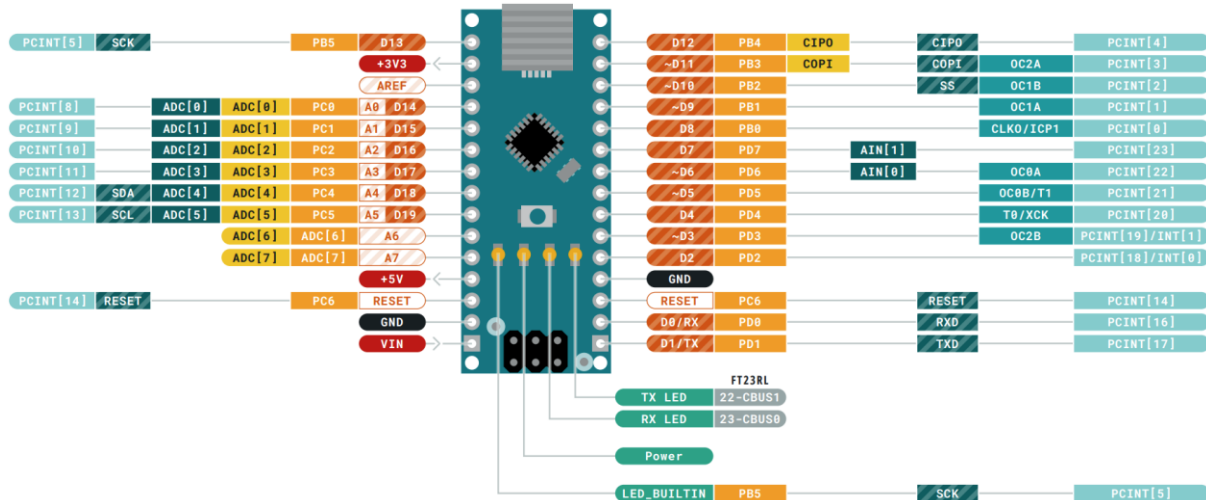 PCINT[5] SCK PB5 D13 D12 PB4 CIPO CIPO PCINT[4]
+3V3 ~D11 PB3 COPI COPI OC2A PCINT[3]
AREF ~D10 PB2 SS OC1B PCINT[2]
PCINT[8] ADC[0] ADC[0] PC0 A0 D14 ~D9 PB1 OC1A PCINT[1]
PCINT[9] ADC[1] ADC[1] PC1 A1 D15 D8 PB0 CLKO/ICP1 PCINT[0]
PCINT[10] ADC[2] ADC[2] PC2 A2 D16 D7 PD7 AIN[1] PCINT[23]
PCINT[11] ADC[3] ADC[3] PC3 A3 D17 ~D6 PD6 AIN[0] OC0A PCINT[22]
PCINT[12] SDA ADC[4] ADC[4] PC4 A4 D18 ~D5 PD5 OC0B/T1 PCINT[21]
PCINT[13] SCL ADC[5] ADC[5] PC5 A5 D19 D4 PD4 T0/XCK PCINT[20]
ADC[6] ADC[6] A6 ~D3 PD3 OC2B PCINT[19]/INT[1]
ADC[7] ADC[7] A7 D2 PD2 PCINT[18]/INT[0]
+5V GND
PCINT[14] RESET PC6 RESET RESET PC6 RESET PCINT[14]
GND D0/RX PD0 RXD PCINT[16]
VIN D1/TX PD1 TXD PCINT[17]
FT23RL
TX LED 22-CBUS1
RX LED 23-CBUS0
Power
LED_BUILTIN PB5 SCK PCINT[5]